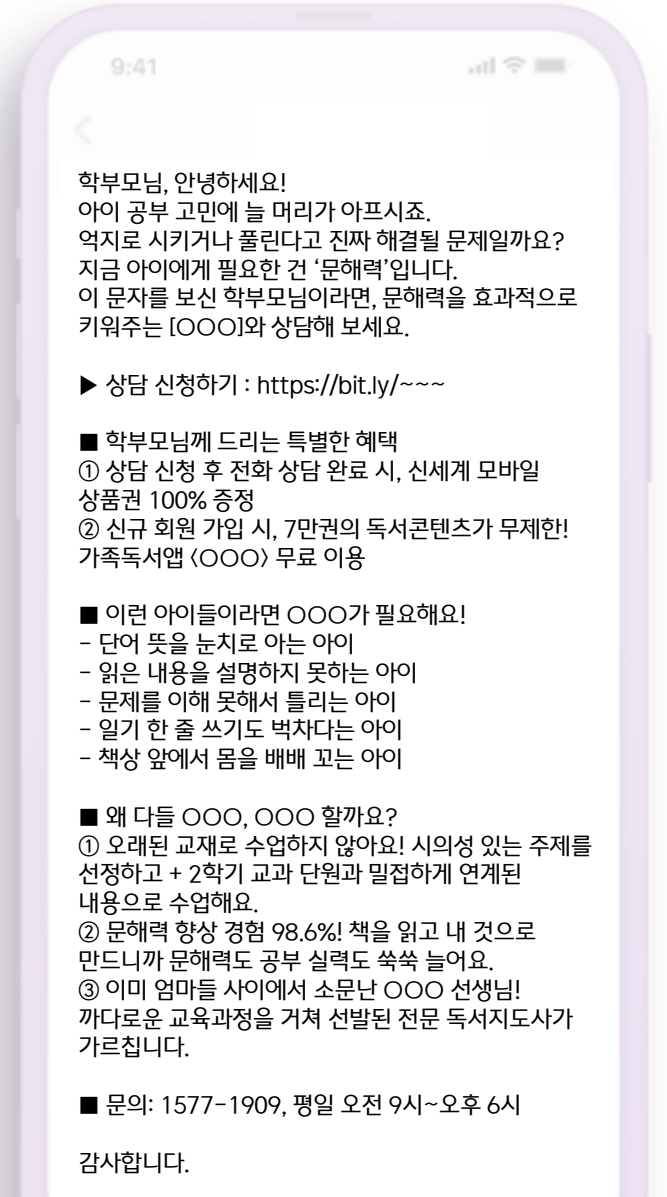 9:41
학부모님, 안녕하세요!
아이 공부 고민에 늘 머리가 아프시죠.
억지로 시키거나 풀린다고 진짜 해결될 문제일까요?
지금 아이에게 필요한 건 ‘문해력’입니다.
이 문자를 보신 학부모님이라면, 문해력을 효과적으로
키워주는 [OOO]와 상담해 보세요.
▶ 상담 신청하기 : https://bit.ly/~~~
■ 학부모님께 드리는 특별한 혜택
① 상담 신청 후 전화 상담 완료 시, 신세계 모바일
상품권 100% 증정
② 신규 회원 가입 시, 7만권의 독서콘텐츠가 무제한!
가족독서앱 <OOO> 무료 이용
■ 이런 아이들이라면 OOO가 필요해요!
- 단어 뜻을 눈치로 아는 아이
- 읽은 내용을 설명하지 못하는 아이
- 문제를 이해 못해서 틀리는 아이
- 일기 한 줄 쓰기도 벅차다는 아이
- 책상 앞에서 몸을 배배 꼬는 아이
■ 왜 다들 OOO, OOO 할까요?
① 오래된 교재로 수업하지 않아요! 시의성 있는 주제를
선정하고 + 2학기 교과 단원과 밀접하게 연계된
내용으로 수업해요.
② 문해력 향상 경험 98.6%! 책을 읽고 내 것으로
만드니까 문해력도 공부 실력도 쑥쑥 늘어요.
③ 이미 엄마들 사이에서 소문난 OOO 선생님!
까다로운 교육과정을 거쳐 선발된 전문 독서지도사가
가르칩니다.
■ 문의: 1577-1909, 평일 오전 9시~오후 6시
감사합니다.